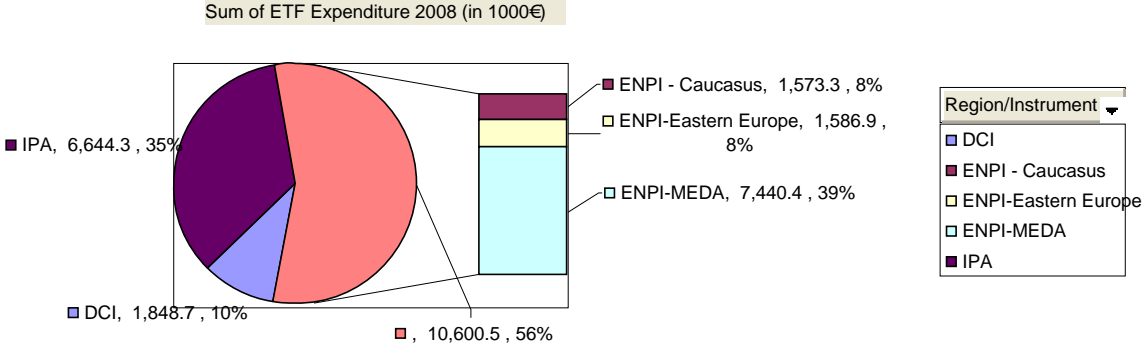 Sum of ETF Expenditure 2008 (in 1000€)
ENPI - Caucasus, 1,573.3 , 8%
ENPI-Eastern Europe, 1,586.9 ,
8%
IPA, 6,644.3 , 35%
ENPI-MEDA, 7,440.4 , 39%
DCI, 1,848.7 , 10%
, 10,600.5 , 56%
Region/Instrument
DCI
ENPI - Caucasus
ENPI-Eastern Europe
ENPI-MEDA
IPA